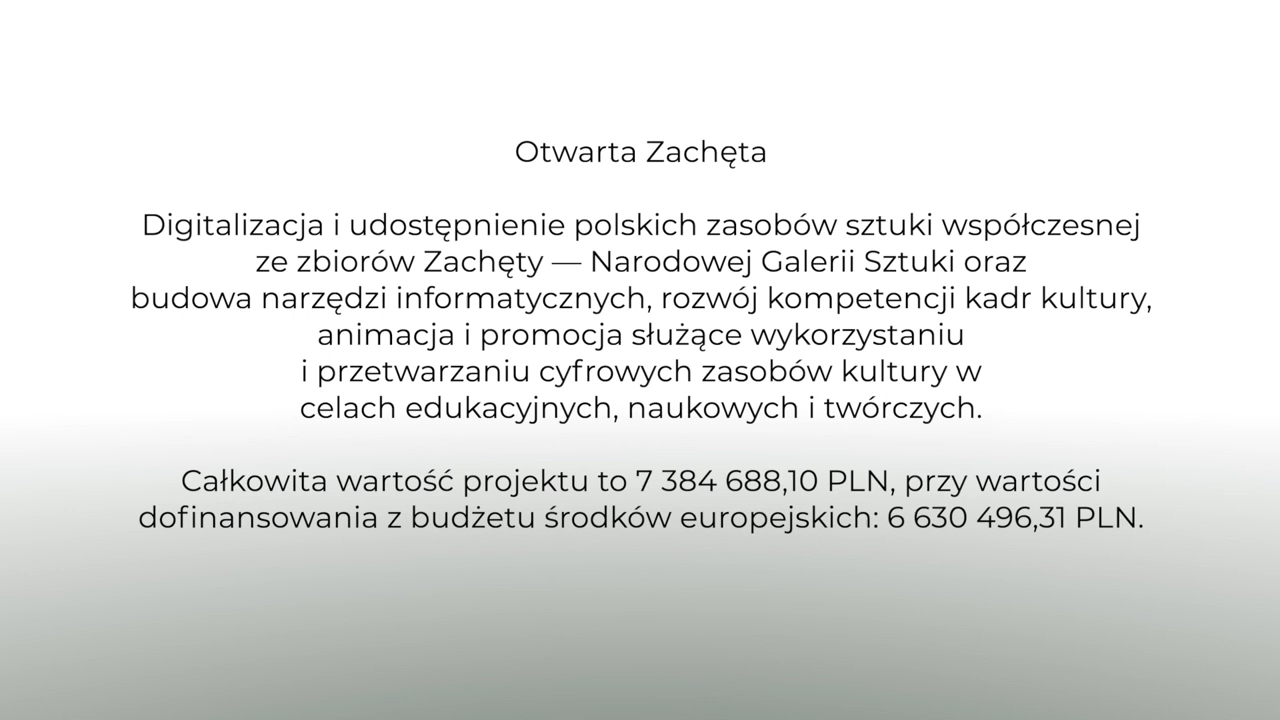 Otwarta Zachęta
Digitalizacja i udostępnienie polskich zasobów sztuki współczesnej
ze zbiorów Zachęty — Narodowej Galerii Sztuki oraz
budowa narzędzi informatycznych, rozwój kompetencji kadr kultury,
animacja i promocja służące wykorzystaniu
i przetwarzaniu cyfrowych zasobów kultury w
celach edukacyjnych, naukowych i twórczych.
Całkowita wartość projektu to 7 384 688,10 PLN, przy wartości
dofinansowania z budżetu środków europejskich: 6 630 496,31 PLN.